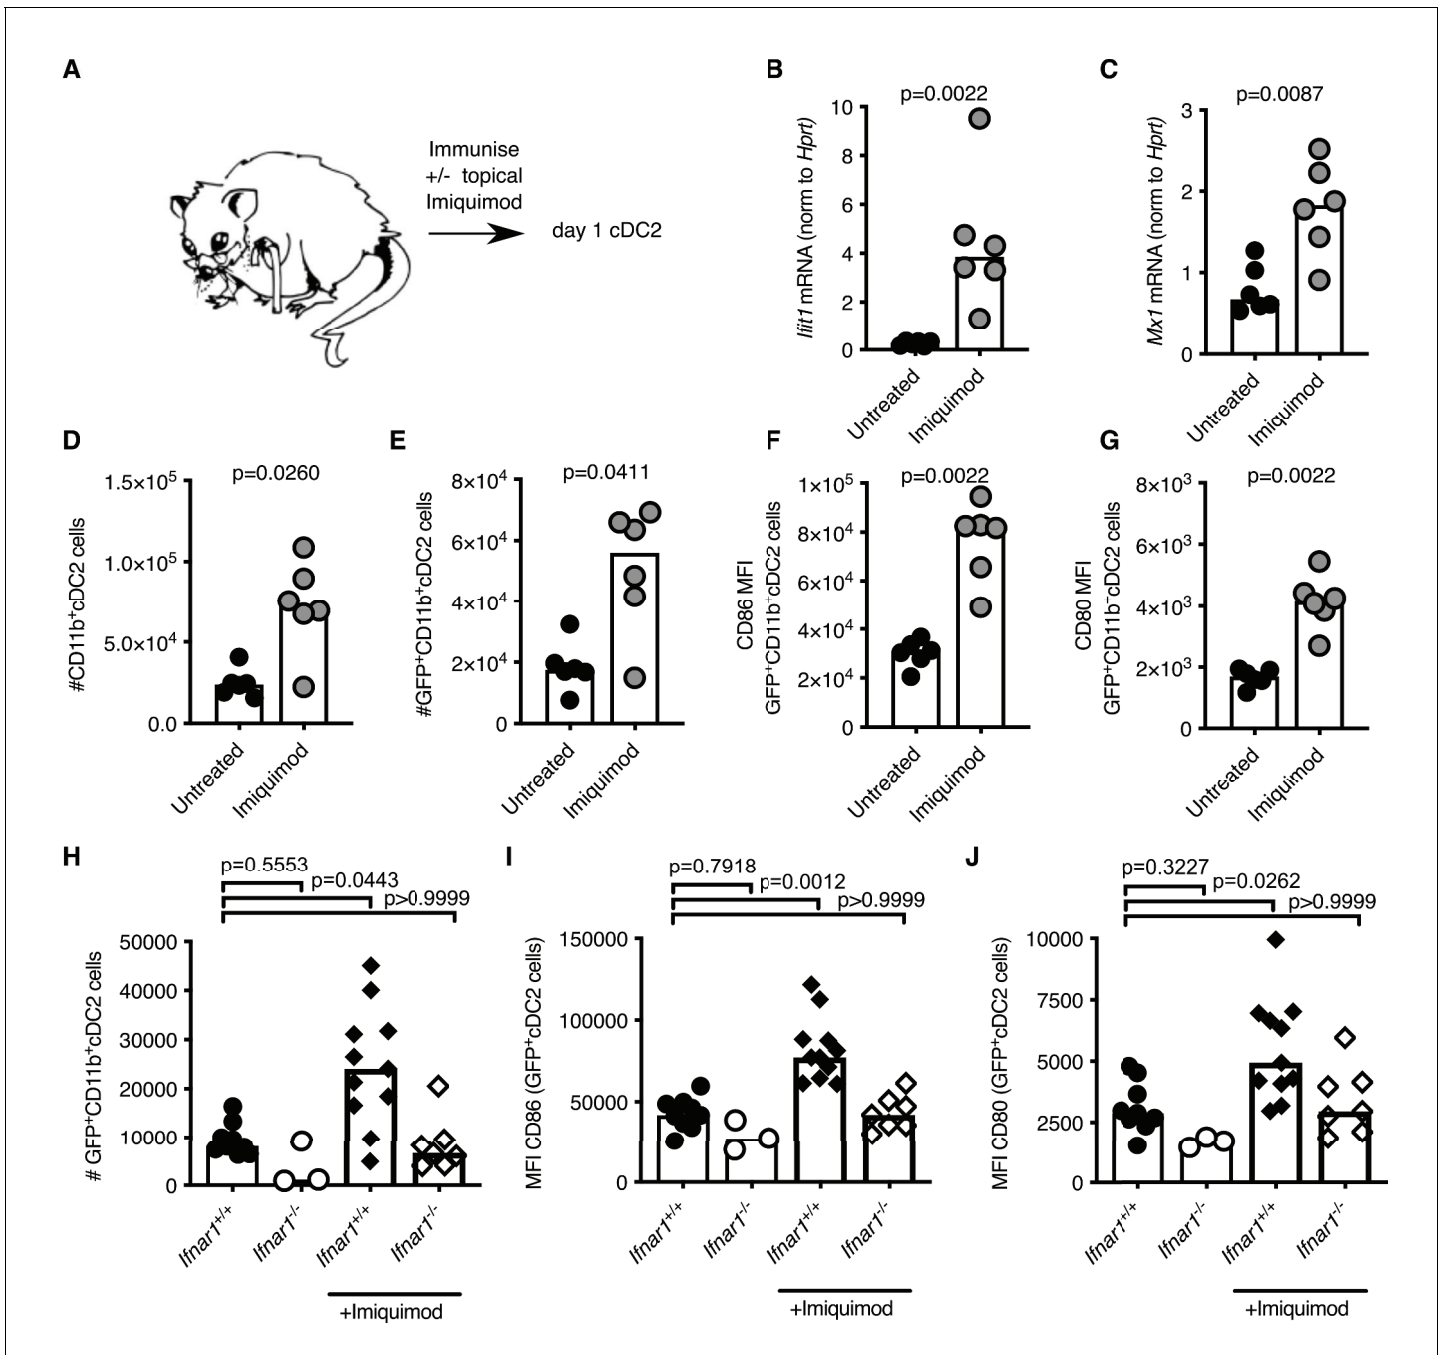 A
Immunise
+/- topical
Imiquimod
day 1 cDC2
B
p=0.0022
Ifit1 mRNA (norm to Hprt)
10
8
6
4
2
0
Untreated
Imiquimod
C
p=0.0087
Mx1 mRNA (norm to Hprt)
3
2
1
0
Untreated
Imiquimod
D
p=0.0260
#CD11b⁺cDC2 cells
1.5×10⁵
1.0×10⁵
5.0×10⁴
0.0
Untreated
Imiquimod
E
p=0.0411
#GFP⁺CD11b⁺cDC2 cells
8×10⁴
6×10⁴
4×10⁴
2×10⁴
0
Untreated
Imiquimod
F
p=0.0022
CD86 MFI
GFP⁺CD11b⁺cDC2 cells
1×10⁵
8×10⁴
6×10⁴
4×10⁴
2×10⁴
0
Untreated
Imiquimod
G
p=0.0022
CD80 MFI
GFP⁺CD11b⁻cDC2 cells
8×10³
6×10³
4×10³
2×10³
0
Untreated
Imiquimod
H
p=0.5553
p=0.0443
p>0.9999
# GFP⁺CD11b⁺cDC2 cells
50000
40000
30000
20000
10000
0
Ifnar1⁺/⁺
Ifnar1⁻/⁻
Ifnar1⁺/⁺
Ifnar1⁻/⁻
+Imiquimod
I
p=0.7918
p=0.0012
p>0.9999
MFI CD86 (GFP⁺cDC2 cells)
150000
100000
50000
0
Ifnar1⁺/⁺
Ifnar1⁻/⁻
Ifnar1⁺/⁺
Ifnar1⁻/⁻
+Imiquimod
J
p=0.3227
p=0.0262
p>0.9999
MFI CD80 (GFP⁺cDC2 cells)
10000
7500
5000
2500
0
Ifnar1⁺/⁺
Ifnar1⁻/⁻
Ifnar1⁺/⁺
Ifnar1⁻/⁻
+Imiquimod